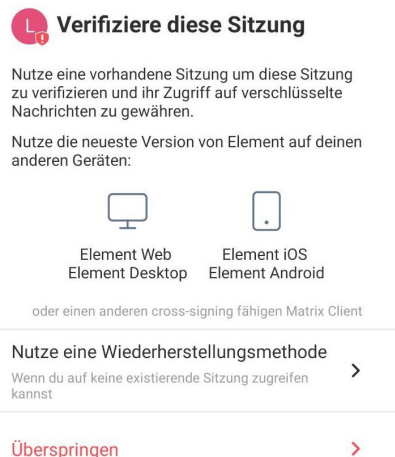 L
Verifiziere diese Sitzung
Nutze eine vorhandene Sitzung um diese Sitzung
zu verifizieren und ihr Zugriff auf verschlüsselte
Nachrichten zu gewähren.
Nutze die neueste Version von Element auf deinen
anderen Geräten:
Element Web
Element Desktop
Element iOS
Element Android
oder einen anderen cross-signing fähigen Matrix Client
Nutze eine Wiederherstellungsmethode
Wenn du auf keine existierende Sitzung zugreifen
kannst
Überspringen